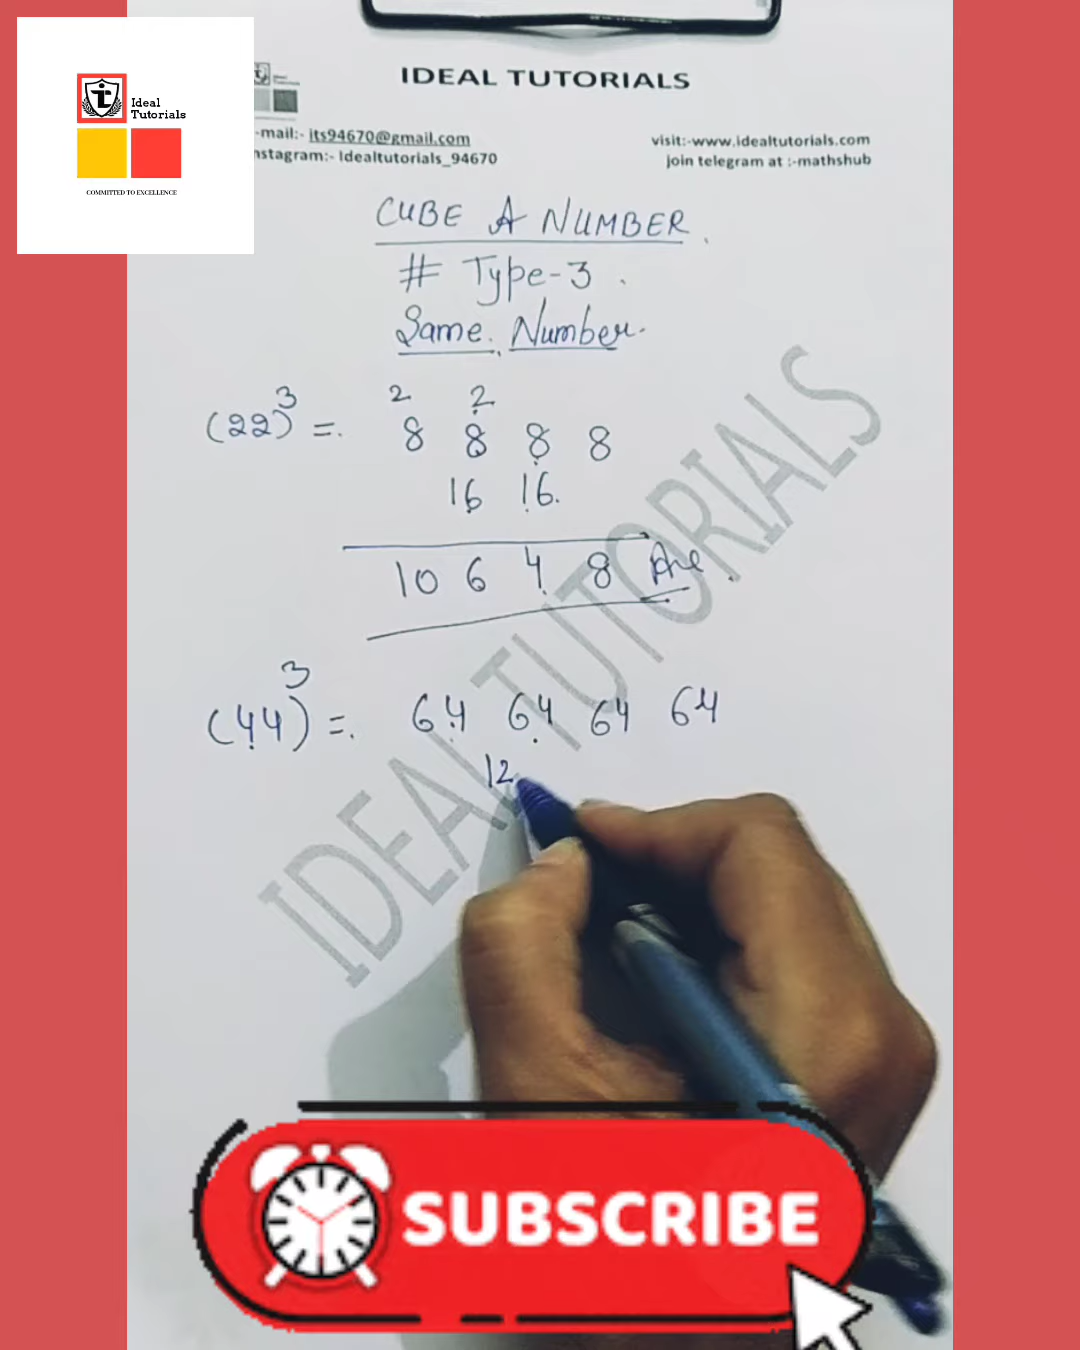 Ideal
Tutorials
COMMITTED TO EXCELLENCE
IDEAL TUTORIALS
-mail:- its94670@gmail.com
nstagram:- Idealtutorials_94670
visit:-www.idealtutorials.com
join telegram at :-mathshub
CUBE A NUMBER.
# Type-3.
Same. Number.
2 2
(22)³ =. 8 8 8 8
16 16.
10 6 4 8 Ans
(44)³ =. 64 64 64 64
12
IDEAL TUTORIALS
SUBSCRIBE